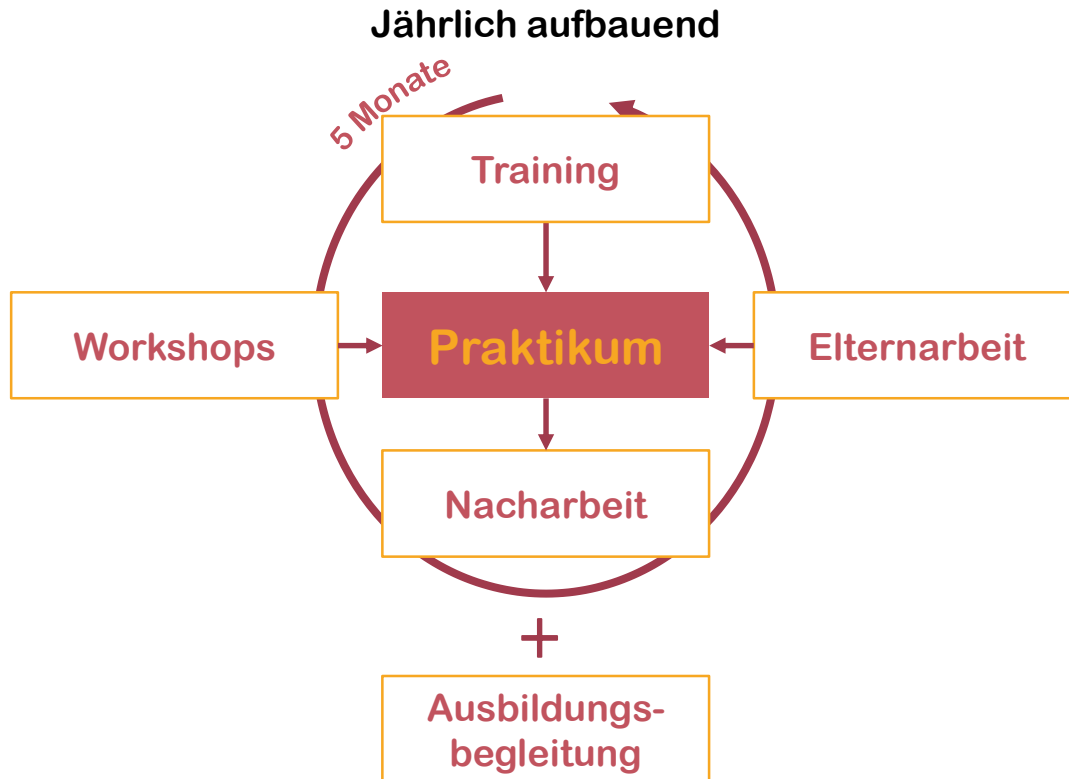 Jährlich aufbauend
5 Monate
Training
Workshops
Praktikum
Elternarbeit
Nacharbeit
+
Ausbildungs-
begleitung